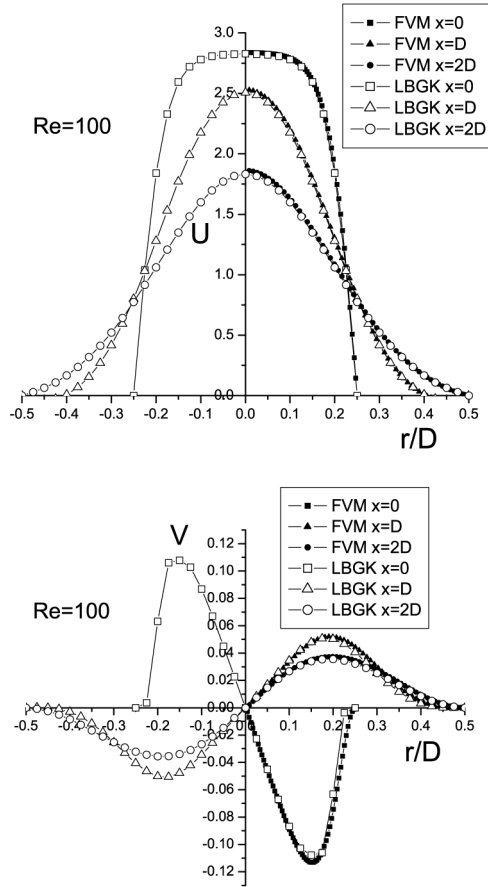 3.0
2.5
2.0
1.5
1.0
0.5
0.0
U
Re=100
FVM x=0
FVM x=D
FVM x=2D
LBGK x=0
LBGK x=D
LBGK x=2D
-0.5 -0.4 -0.3 -0.2 -0.1 0.0 0.1 0.2 0.3 0.4 0.5
r/D
FVM x=0
FVM x=D
FVM x=2D
LBGK x=0
LBGK x=D
LBGK x=2D
V
Re=100
0.12
0.10
0.08
0.06
0.04
0.02
0.00
-0.02
-0.04
-0.06
-0.08
-0.10
-0.12
-0.5 -0.4 -0.3 -0.2 -0.1 0.0 0.1 0.2 0.3 0.4 0.5
r/D